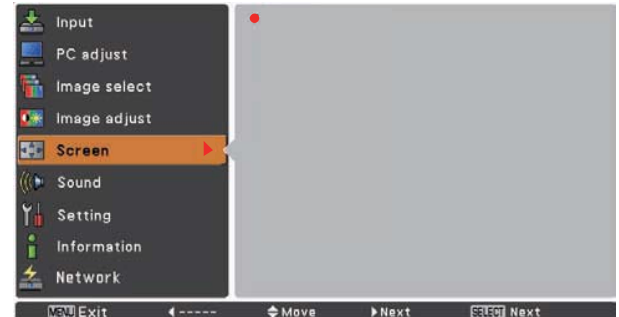 Input
PC adjust
Image select
Image adjust
Screen
Sound
Setting
Information
Network
MENU Exit ◀----- Move ▶Next SELECT Next